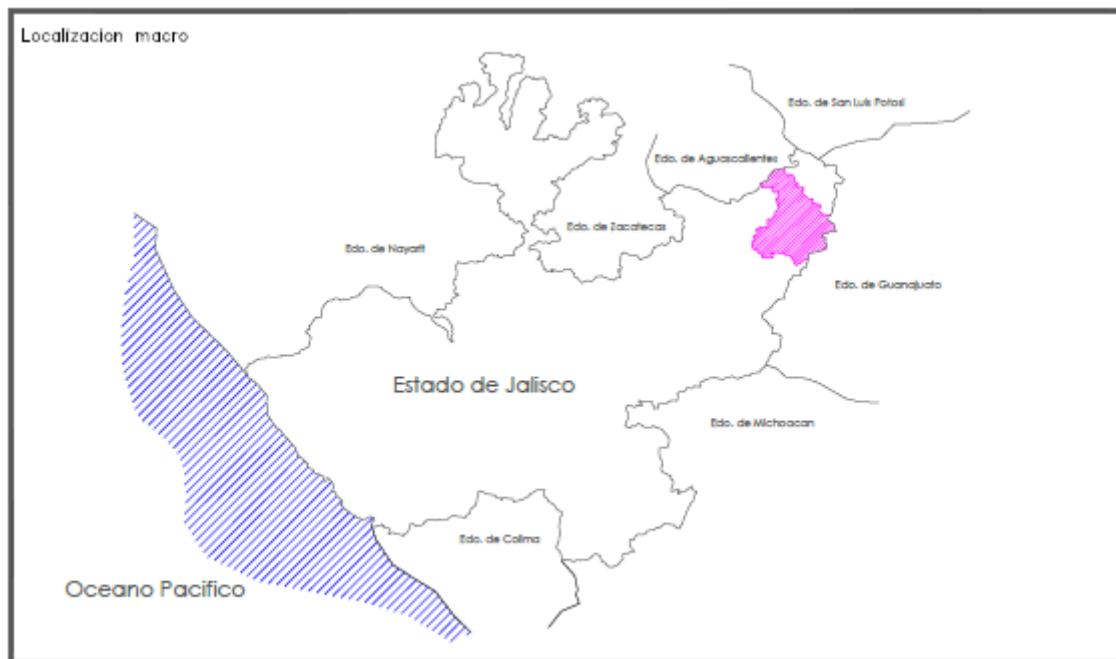 Localizacion macro
Edo. de San Luis Potosi
Edo. de Aguascalientes
Edo. de Zacatecas
Edo. de Nayarit
Edo. de Guanajuato
Estado de Jalisco
Edo. de Michoacan
Edo. de Colima
Oceano Pacifico